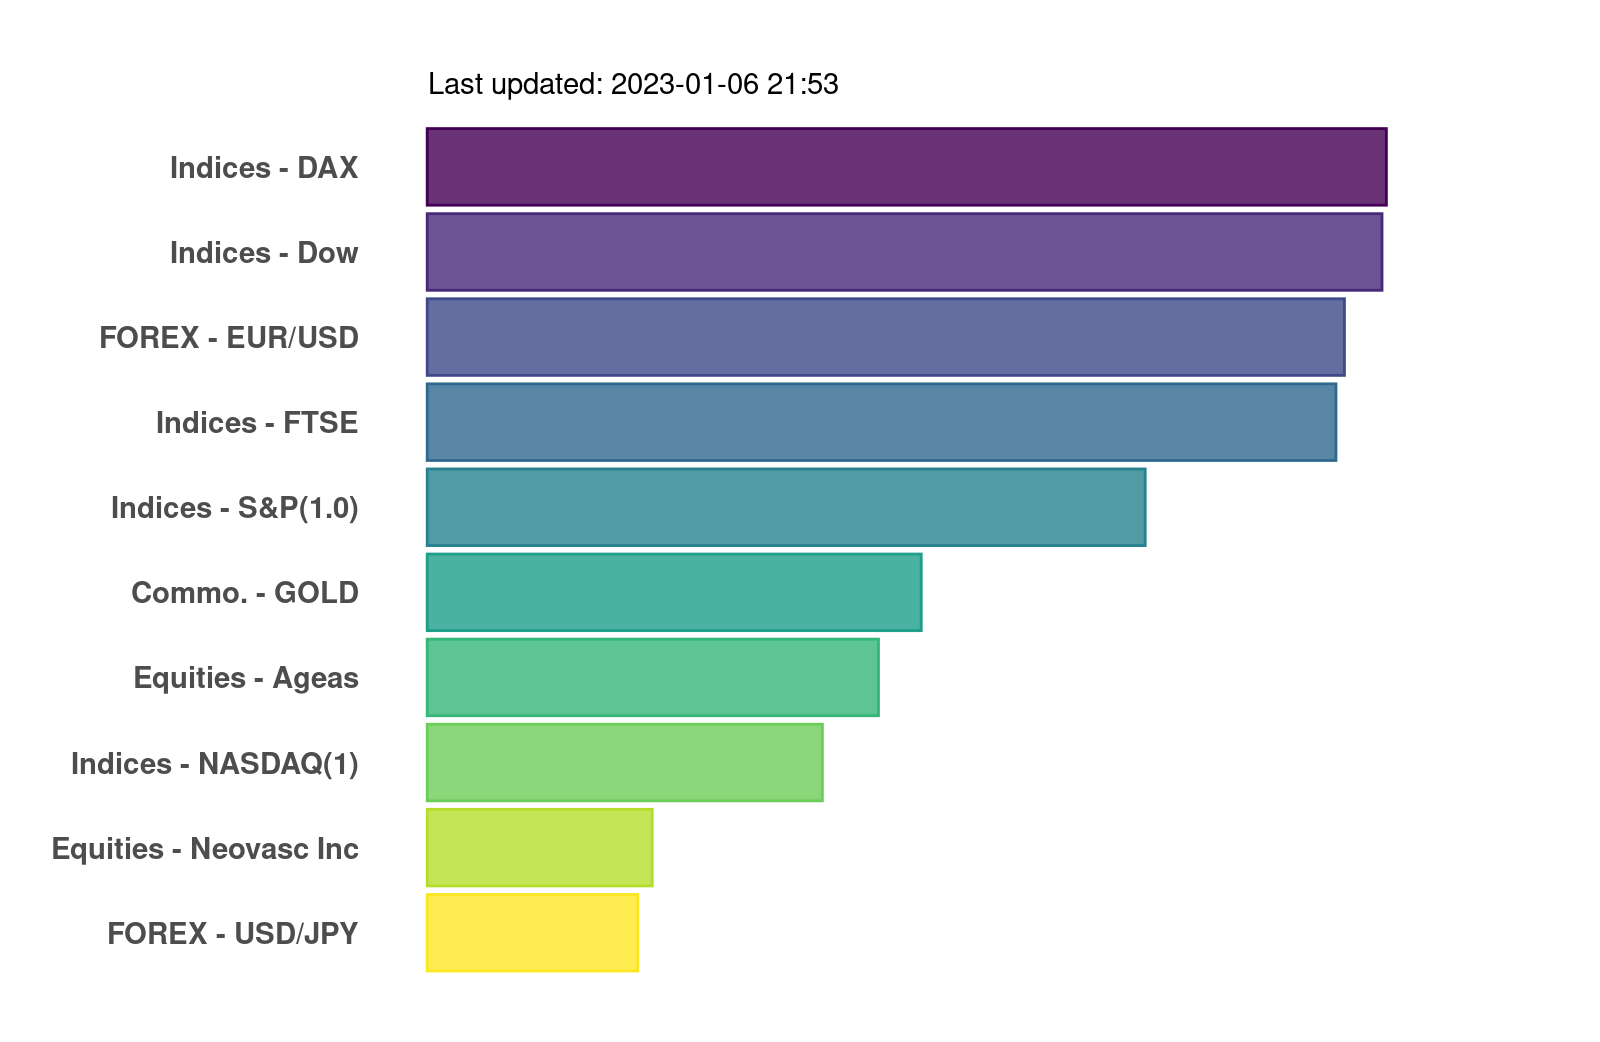 Last updated: 2023-01-06 21:53
Indices - DAX
Indices - Dow
FOREX - EUR/USD
Indices - FTSE
Indices - S&P(1.0)
Commo. - GOLD
Equities - Ageas
Indices - NASDAQ(1)
Equities - Neovasc Inc
FOREX - USD/JPY